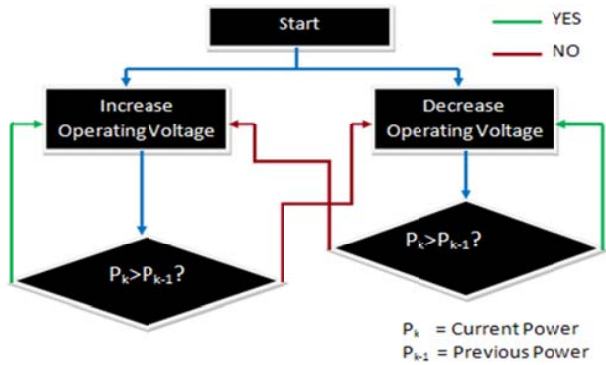 Start
YES
NO
Increase
Operating Voltage
Decrease
Operating Voltage
Pₖ>Pₖ₋₁?
Pₖ>Pₖ₋₁?
Pₖ = Current Power
Pₖ₋₁ = Previous Power